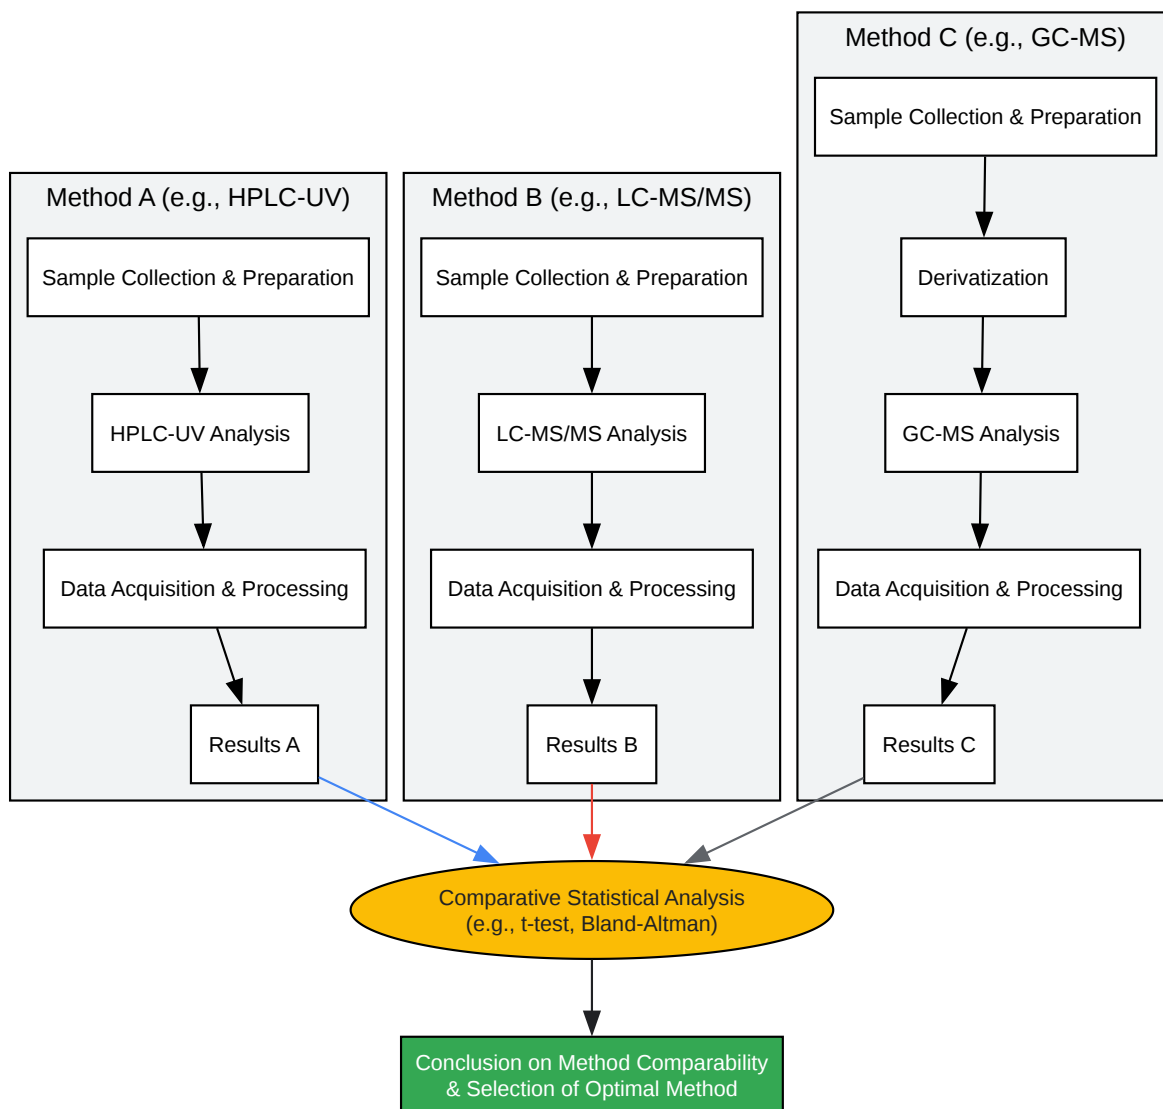 Method A (e.g., HPLC-UV)
Sample Collection & Preparation
HPLC-UV Analysis
Data Acquisition & Processing
Results A
Method B (e.g., LC-MS/MS)
Sample Collection & Preparation
LC-MS/MS Analysis
Data Acquisition & Processing
Results B
Method C (e.g., GC-MS)
Sample Collection & Preparation
Derivatization
GC-MS Analysis
Data Acquisition & Processing
Results C
Comparative Statistical Analysis
(e.g., t-test, Bland-Altman)
Conclusion on Method Comparability
& Selection of Optimal Method